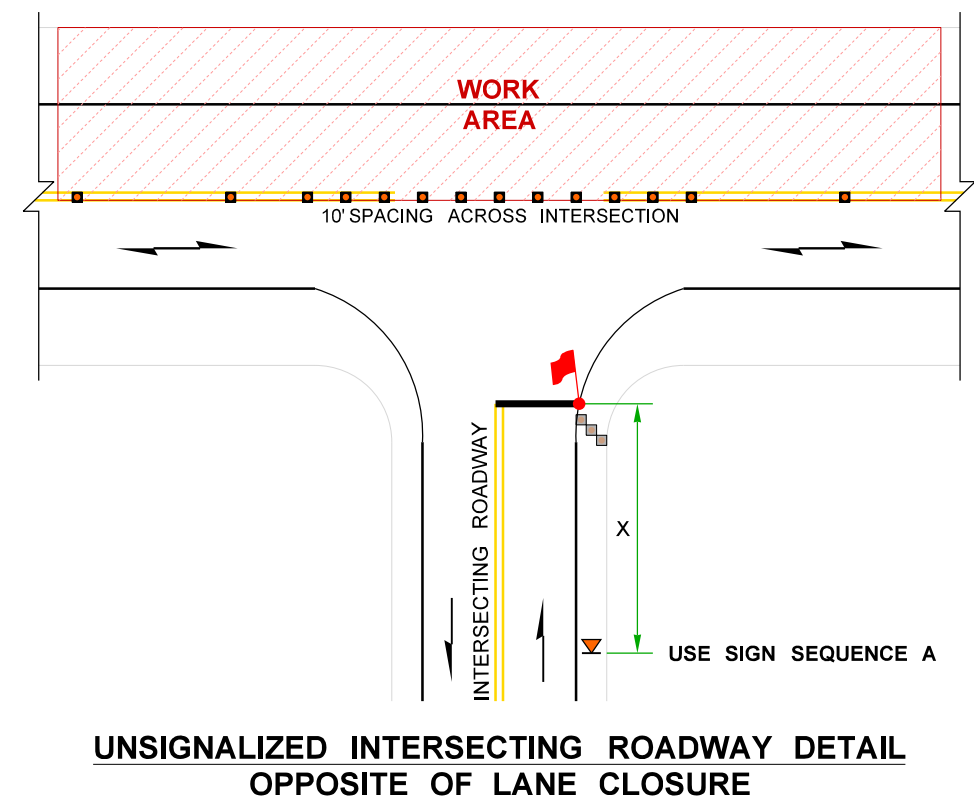 WORK
AREA
10' SPACING ACROSS INTERSECTION
INTERSECTING ROADWAY
X
USE SIGN SEQUENCE A
UNSIGNALIZED INTERSECTING ROADWAY DETAIL
OPPOSITE OF LANE CLOSURE